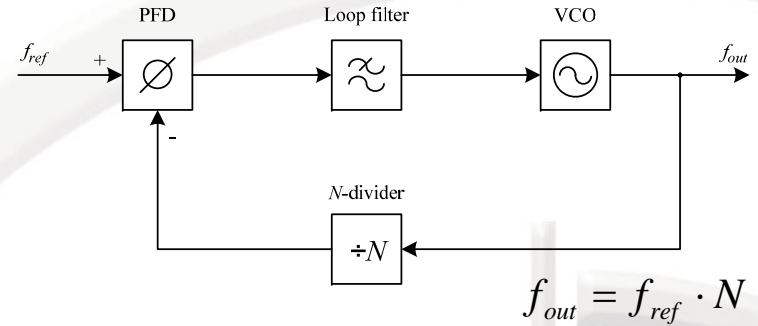 PFD Loop filter VCO
f_ref + f_out
-
N-divider
÷N
f_out = f_ref · N